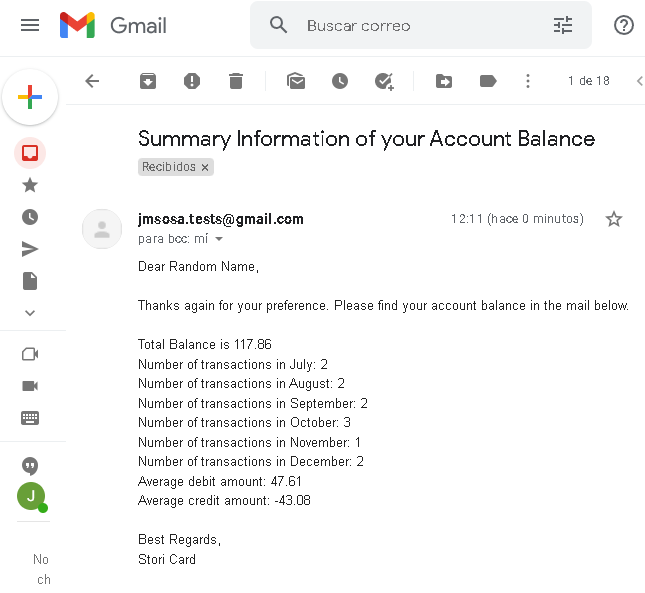 Gmail
Buscar correo
1 de 18
Summary Information of your Account Balance
Recibidos x
jmsosa.tests@gmail.com
12:11 (hace 0 minutos)
para bcc: mí
Dear Random Name,
Thanks again for your preference. Please find your account balance in the mail below.
Total Balance is 117.86
Number of transactions in July: 2
Number of transactions in August: 2
Number of transactions in September: 2
Number of transactions in October: 3
Number of transactions in November: 1
Number of transactions in December: 2
Average debit amount: 47.61
Average credit amount: -43.08
Best Regards,
Stori Card
J
No
ch